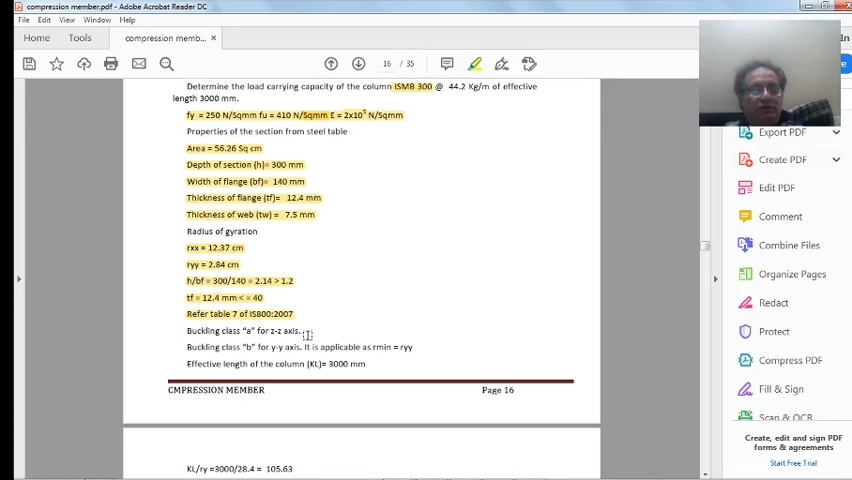 compression member.pdf - Adobe Acrobat Reader DC
File Edit View Window Help
Home Tools compression memb... ×
16 / 35
Determine the load carrying capacity of the column ISMB 300 @ 44.2 Kg/m of effective
length 3000 mm.
fy = 250 N/Sqmm fu = 410 N/Sqmm E = 2x10⁵ N/Sqmm
Properties of the section from steel table
Area = 56.26 Sq cm
Depth of section (h)= 300 mm
Width of flange (bf)= 140 mm
Thickness of flange (tf)= 12.4 mm
Thickness of web (tw) = 7.5 mm
Radius of gyration
rxx = 12.37 cm
ryy = 2.84 cm
h/bf = 300/140 = 2.14 > 1.2
tf = 12.4 mm < = 40
Refer table 7 of IS800:2007
Buckling class “a” for z-z axis.
Buckling class “b” for y-y axis. It is applicable as rmin = ryy
Effective length of the column (KL)= 3000 mm
CMPRESSION MEMBER Page 16
KL/ry =3000/28.4 = 105.63
Export PDF
Create PDF
Edit PDF
Comment
Combine Files
Organize Pages
Redact
Protect
Compress PDF
Fill & Sign
Scan & OCR
Create, edit and sign PDF
forms & agreements
Start Free Trial